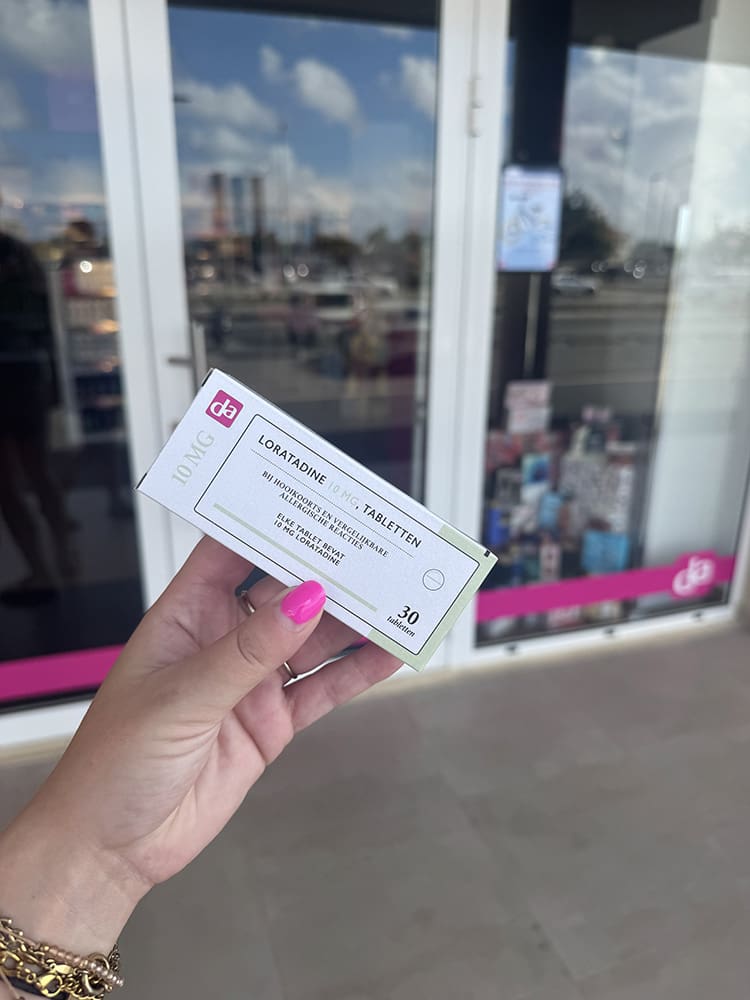 da
10 MG
LORATADINE 10 MG, TABLETTEN
BIJ HOOIKOORTS EN VERGELIJKBARE
ALLERGISCHE REACTIES
ELKE TABLET BEVAT
10 MG LORATADINE
30
tabletten
da